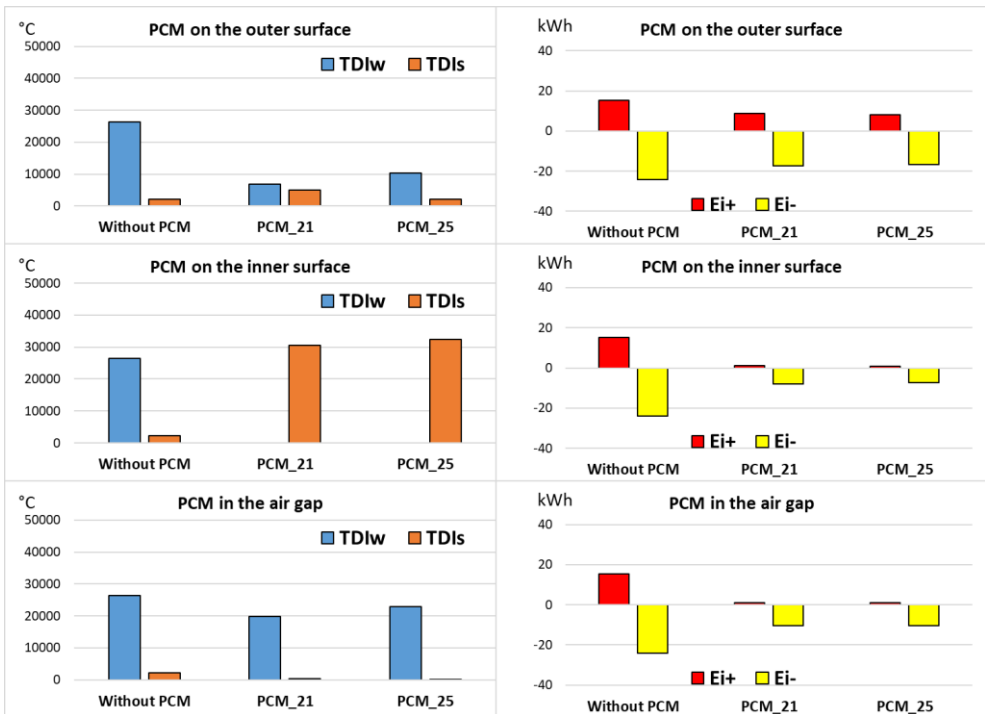 °C
PCM on the outer surface
50000
TDIw TDIs
40000
30000
20000
10000
0
Without PCM PCM_21 PCM_25
kWh
PCM on the outer surface
40
20
0
-20
Ei+ Ei-
-40
Without PCM PCM_21 PCM_25
°C
PCM on the inner surface
50000
TDIw TDIs
40000
30000
20000
10000
0
Without PCM PCM_21 PCM_25
kWh
PCM on the inner surface
40
20
0
-20
Ei+ Ei-
-40
Without PCM PCM_21 PCM_25
°C
PCM in the air gap
50000
TDIw TDIs
40000
30000
20000
10000
0
Without PCM PCM_21 PCM_25
kWh
PCM in the air gap
40
20
0
-20
Ei+ Ei-
-40
Without PCM PCM_21 PCM_25